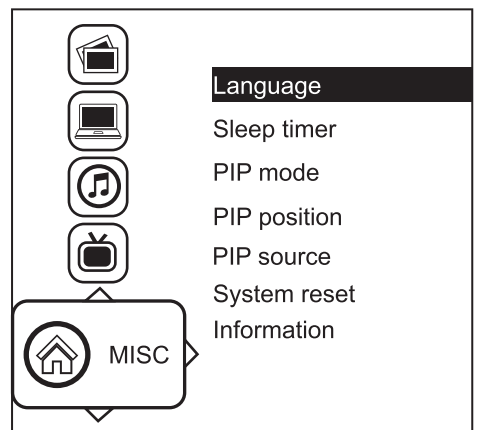 Language
Sleep timer
PIP mode
PIP position
PIP source
System reset
Information
MISC